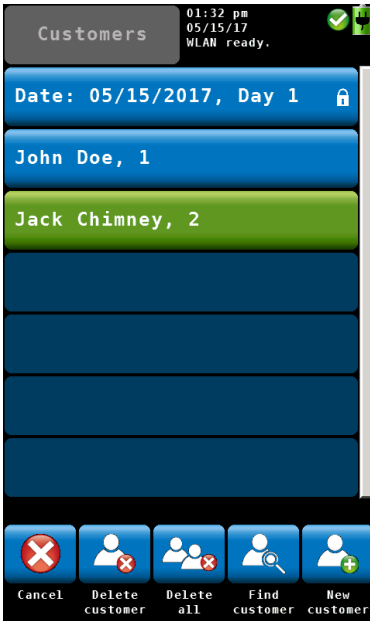 Customers
01:32 pm
05/15/17
WLAN ready.
Date: 05/15/2017, Day 1
John Doe, 1
Jack Chimney, 2
Cancel
Delete
customer
Delete
all
Find
customer
New
customer